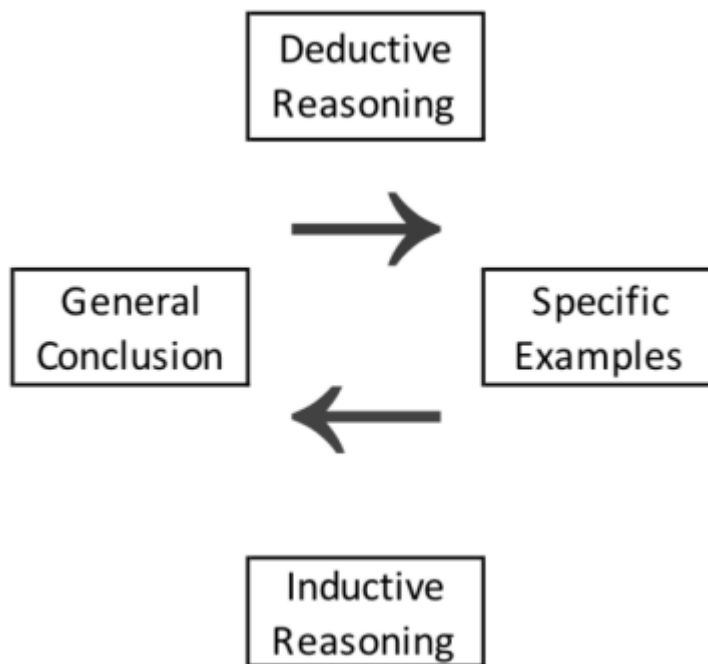 Deductive
Reasoning
General
Conclusion
Specific
Examples
Inductive
Reasoning